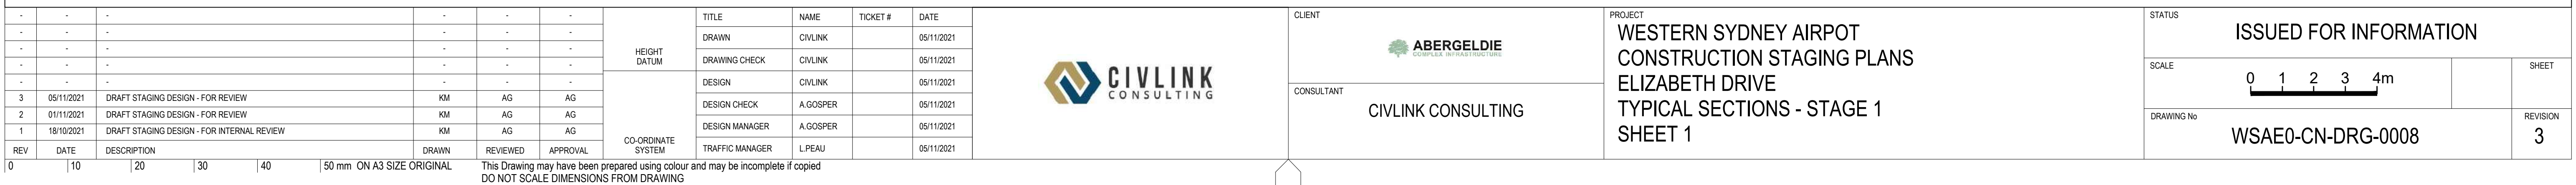 - - - - - -
- - - - - -
- - - - - -
- - - - - -
- - - - - -
3 05/11/2021 DRAFT STAGING DESIGN - FOR REVIEW KM AG AG
2 01/11/2021 DRAFT STAGING DESIGN - FOR REVIEW KM AG AG
1 18/10/2021 DRAFT STAGING DESIGN - FOR INTERNAL REVIEW KM AG AG
REV DATE DESCRIPTION DRAWN REVIEWED APPROVAL
HEIGHT
DATUM
CO-ORDINATE
SYSTEM
TITLE NAME TICKET # DATE
DRAWN CIVLINK 05/11/2021
DRAWING CHECK CIVLINK 05/11/2021
DESIGN CIVLINK 05/11/2021
DESIGN CHECK A.GOSPER 05/11/2021
DESIGN MANAGER A.GOSPER 05/11/2021
TRAFFIC MANAGER L.PEAU 05/11/2021
CIVLINK
CONSULTING
CLIENT
ABERGELDIE
COMPLEX INFRASTRUCTURE
CONSULTANT
CIVLINK CONSULTING
PROJECT
WESTERN SYDNEY AIRPOT
CONSTRUCTION STAGING PLANS
ELIZABETH DRIVE
TYPICAL SECTIONS - STAGE 1
SHEET 1
STATUS
ISSUED FOR INFORMATION
SCALE
0 1 2 3 4m
SHEET
DRAWING No
WSAE0-CN-DRG-0008
REVISION
3
0 10 20 30 40 50 mm ON A3 SIZE ORIGINAL
This Drawing may have been prepared using colour and may be incomplete if copied
DO NOT SCALE DIMENSIONS FROM DRAWING